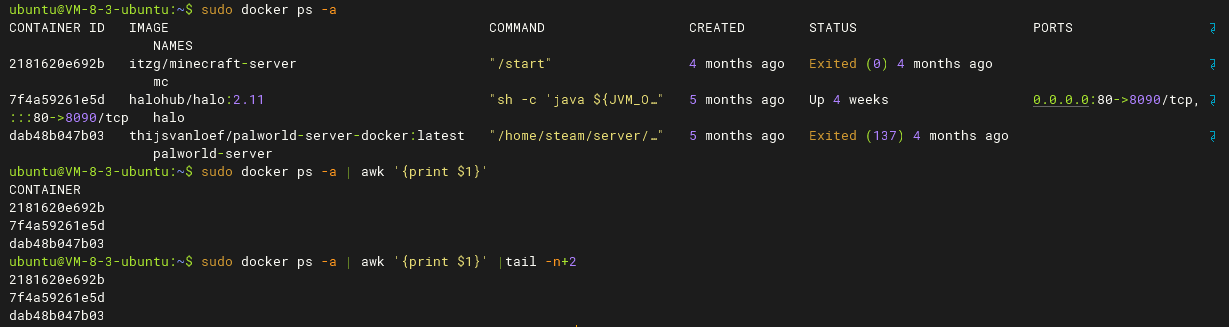 ubuntu@VM-8-3-ubuntu:~$ sudo docker ps -a
CONTAINER ID   IMAGE                                        COMMAND                  CREATED        STATUS                      PORTS
                  NAMES
2181620e692b   itzg/minecraft-server                        "/start"                 4 months ago   Exited (0) 4 months ago
                  mc
7f4a59261e5d   halohub/halo:2.11                            "sh -c 'java ${JVM_O…"   5 months ago   Up 4 weeks                  0.0.0.0:80->8090/tcp,
:::80->8090/tcp   halo
dab48b047b03   thijsvanloef/palworld-server-docker:latest   "/home/steam/server/…"   5 months ago   Exited (137) 4 months ago
                  palworld-server
ubuntu@VM-8-3-ubuntu:~$ sudo docker ps -a | awk '{print $1}'
CONTAINER
2181620e692b
7f4a59261e5d
dab48b047b03
ubuntu@VM-8-3-ubuntu:~$ sudo docker ps -a | awk '{print $1}' |tail -n+2
2181620e692b
7f4a59261e5d
dab48b047b03